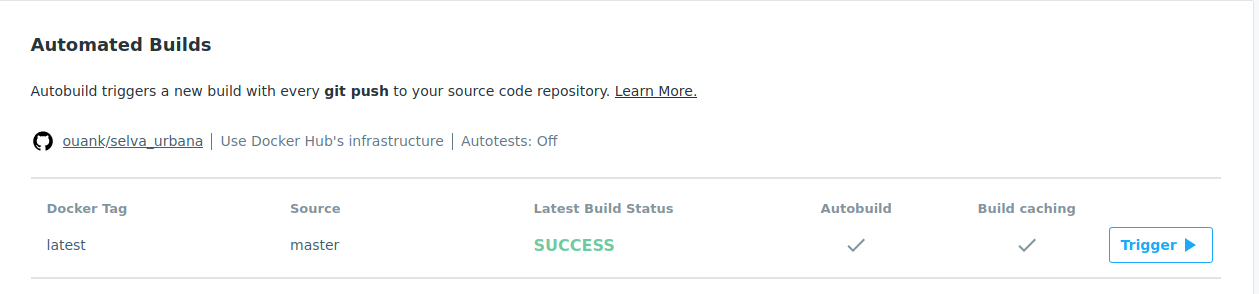 Automated Builds
Autobuild triggers a new build with every git push to your source code repository. Learn More.
ouank/selva_urbana | Use Docker Hub's infrastructure | Autotests: Off
Docker Tag Source Latest Build Status Autobuild Build caching
latest master SUCCESS Trigger